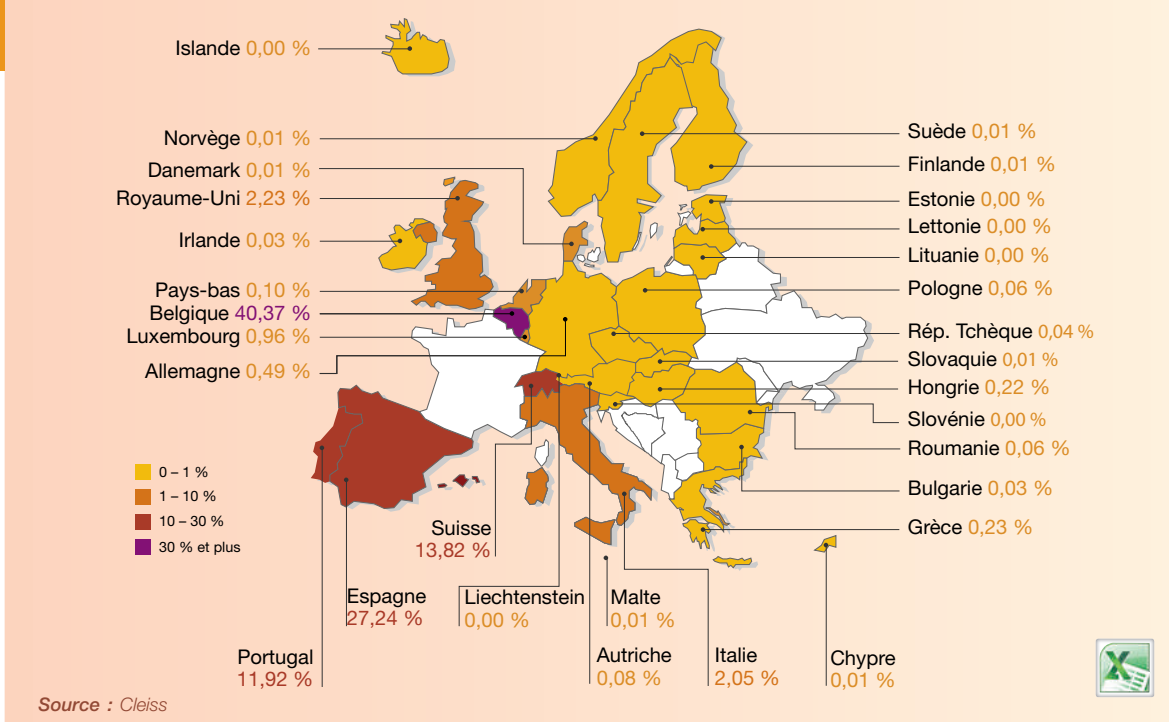 Islande 0,00 %
Norvège 0,01 %
Danemark 0,01 %
Royaume-Uni 2,23 %
Irlande 0,03 %
Pays-bas 0,10 %
Belgique 40,37 %
Luxembourg 0,96 %
Allemagne 0,49 %
Suède 0,01 %
Finlande 0,01 %
Estonie 0,00 %
Lettonie 0,00 %
Lituanie 0,00 %
Pologne 0,06 %
Rép. Tchèque 0,04 %
Slovaquie 0,01 %
Hongrie 0,22 %
Slovénie 0,00 %
Roumanie 0,06 %
Bulgarie 0,03 %
Grèce 0,23 %
0 – 1 %
1 – 10 %
10 – 30 %
30 % et plus
Suisse
13,82 %
Espagne
27,24 %
Liechtenstein
0,00 %
Malte
0,01 %
Portugal
11,92 %
Autriche
0,08 %
Italie
2,05 %
Chypre
0,01 %
Source : Cleiss
X